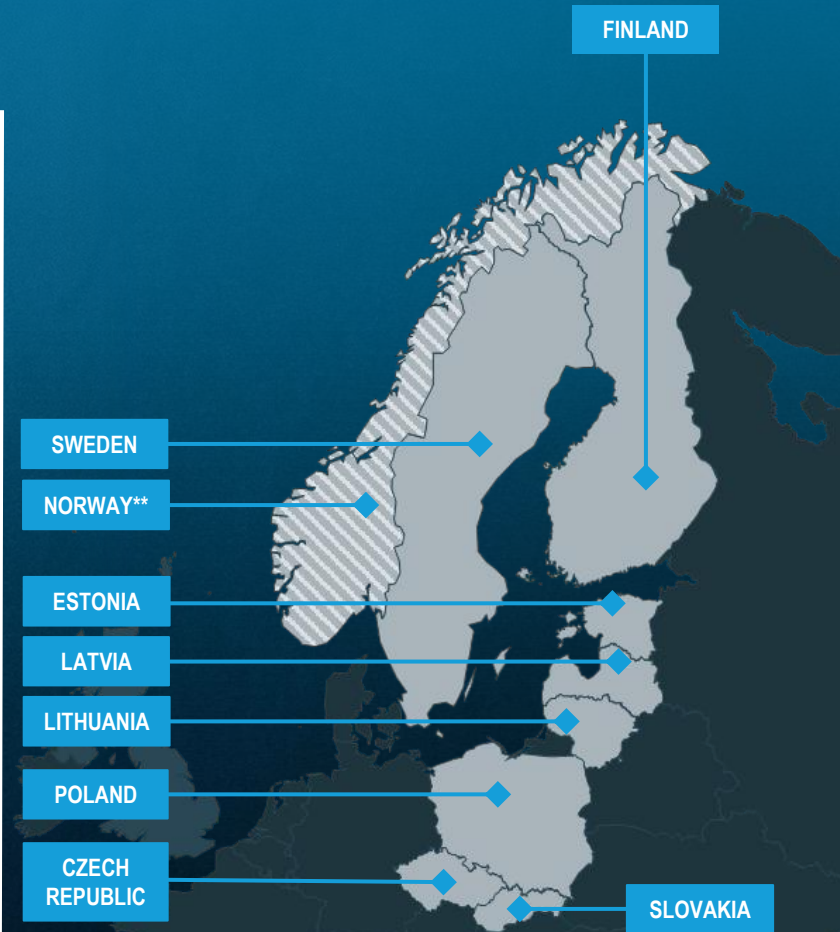 FINLAND
SWEDEN
NORWAY**
ESTONIA
LATVIA
LITHUANIA
POLAND
CZECH
REPUBLIC
SLOVAKIA